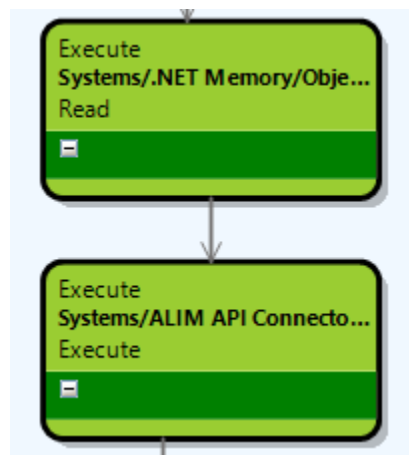 Execute
Systems/.NET Memory/Obje...
Read
Execute
Systems/ALIM API Connecto...
Execute